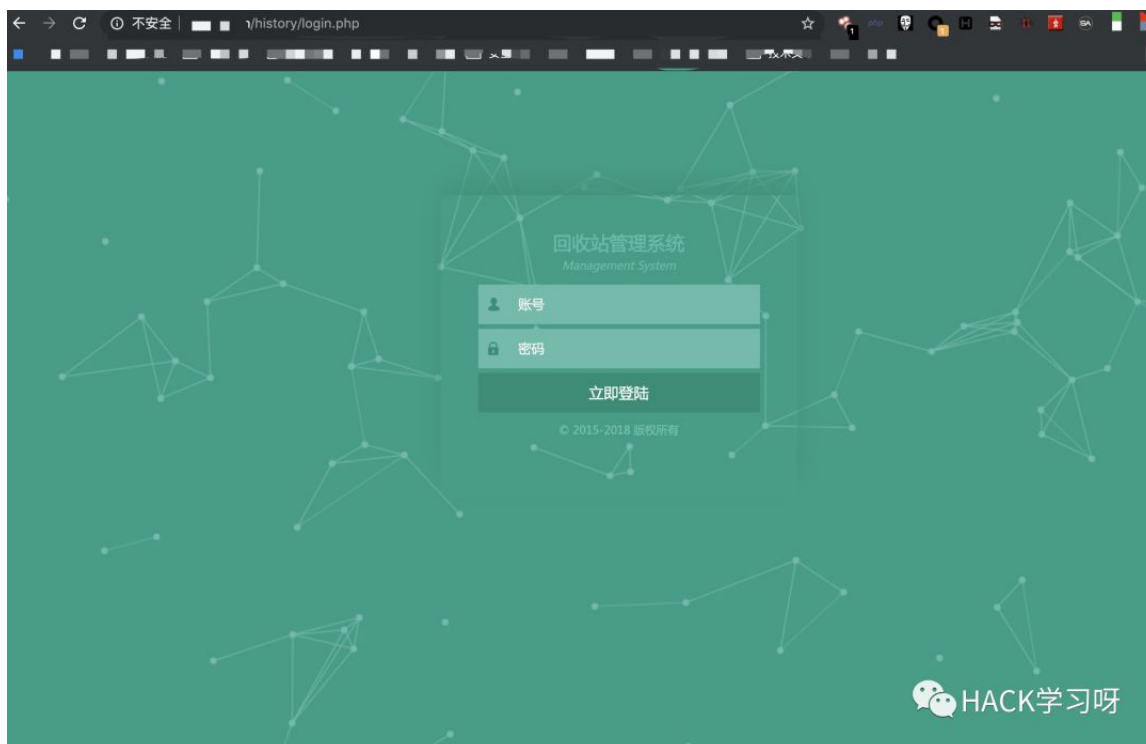 不安全
/history/login.php
回收站管理系统
Management System
账号
密码
立即登陆
© 2015-2018 版权所有
HACK学习呀